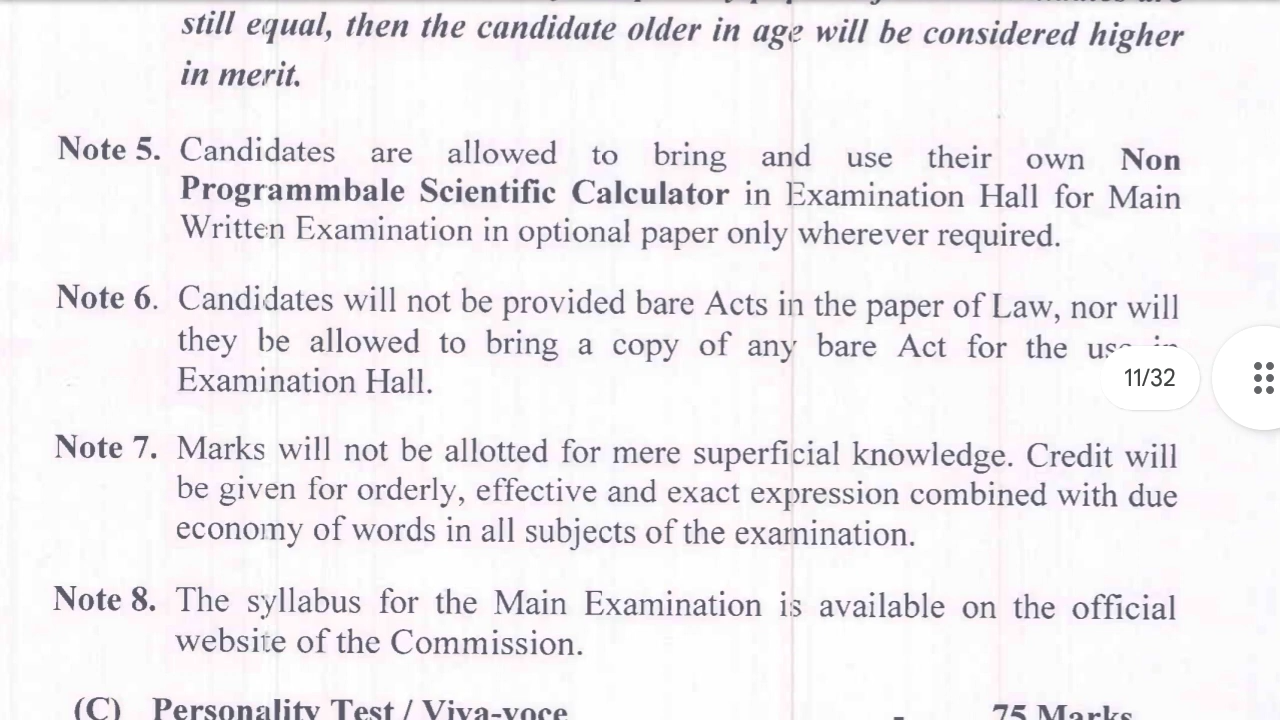 still equal, then the candidate older in age will be considered higher
in merit.
Note 5. Candidates are allowed to bring and use their own Non
Programmbale Scientific Calculator in Examination Hall for Main
Written Examination in optional paper only wherever required.
Note 6. Candidates will not be provided bare Acts in the paper of Law, nor will
they be allowed to bring a copy of any bare Act for the use in
Examination Hall.
11/32
Note 7. Marks will not be allotted for mere superficial knowledge. Credit will
be given for orderly, effective and exact expression combined with due
economy of words in all subjects of the examination.
Note 8. The syllabus for the Main Examination is available on the official
website of the Commission.
(C) Personality Test / Viva-voce - 75 Marks